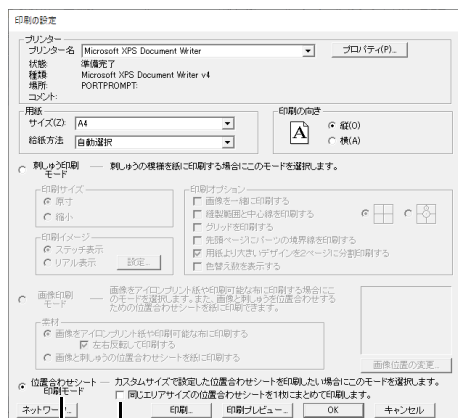 印刷の設定
プリンター
プリンター名 Microsoft XPS Document Writer プロパティ(P)...
状態 準備完了
種類 Microsoft XPS Document Writer v4
場所: PORTPROMPT:
コメント:
用紙
サイズ(Z): A4
給紙方法 自動選択
印刷の向き
A
縦(O)
横(A)
刺しゅう印刷モード ── 刺しゅうの模様を紙に印刷する場合にこのモードを選択します。
印刷サイズ
原寸
縮小
印刷イメージ
ステッチ表示
リアル表示 設定...
印刷オプション
画像を一緒に印刷する
縫製範囲と中心線を印刷する
グリッドを印刷する
先頭ページにパーツの境界線を印刷する
用紙より大きいデザインを2ページに分割印刷する
色替え数を表示する
画像印刷モード ── 画像をアイロンプリント紙や印刷可能な布に印刷する場合にこ
のモードを選択します。また、画像と刺しゅうを位置合わせする
ための位置合わせシートを紙に印刷できます。
素材
画像をアイロンプリント紙や印刷可能な布に印刷する
左右反転して印刷する
画像と刺しゅうの位置合わせシートを紙に印刷する
画像位置の変更...
位置合わせシート ── カスタムサイズで設定した位置合わせシートを印刷したい場合にこのモードを選択します。
印刷モード 同じエリアサイズの位置合わせシートを1枚にまとめて印刷します。
ネットワーク... 印刷... 印刷プレビュー... OK キャンセル